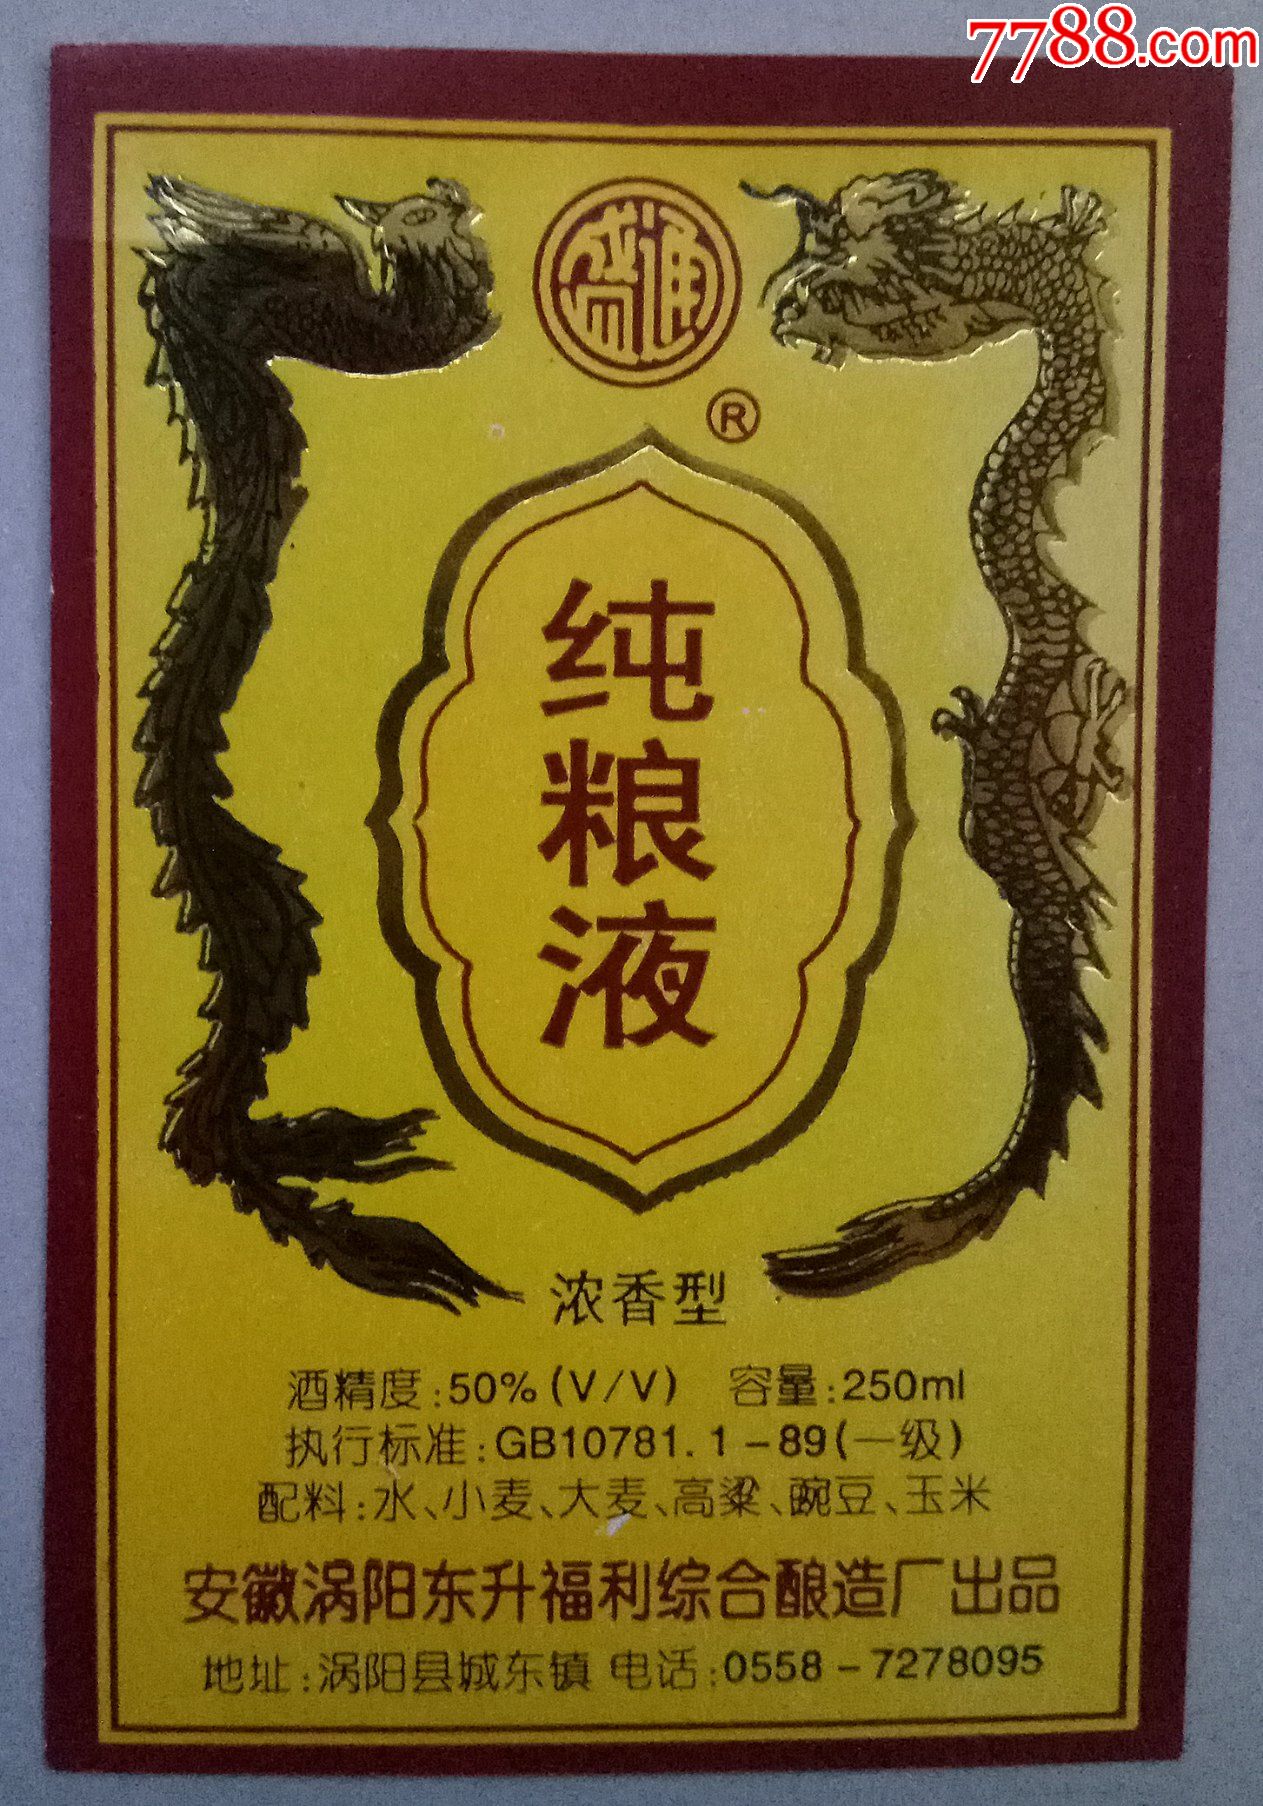 7788.com
盛通
®
纯粮液
浓香型
酒精度:50%(V/V) 容量:250ml
执行标准:GB10781.1-89(一级)
配料:水、小麦、大麦、高粱、豌豆、玉米
安徽涡阳东升福利综合酿造厂出品
地址:涡阳县城东镇 电话:0558-7278095